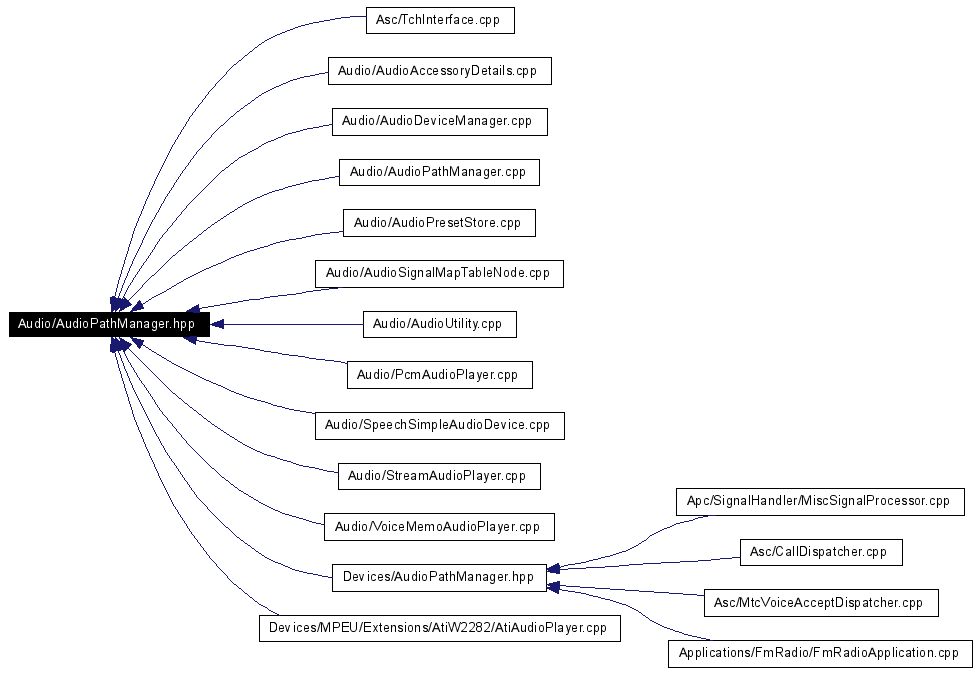 Asc/TchInterface.cpp
Audio/AudioAccessoryDetails.cpp
Audio/AudioDeviceManager.cpp
Audio/AudioPathManager.cpp
Audio/AudioPresetStore.cpp
Audio/AudioSignalMapTableNode.cpp
Audio/AudioPathManager.hpp
Audio/AudioUtility.cpp
Audio/PcmAudioPlayer.cpp
Audio/SpeechSimpleAudioDevice.cpp
Audio/StreamAudioPlayer.cpp
Apc/SignalHandler/MiscSignalProcessor.cpp
Audio/VoiceMemoAudioPlayer.cpp
Asc/CallDispatcher.cpp
Devices/AudioPathManager.hpp
Asc/MtcVoiceAcceptDispatcher.cpp
Devices/MPEU/Extensions/AtiW2282/AtiAudioPlayer.cpp
Applications/FmRadio/FmRadioApplication.cpp